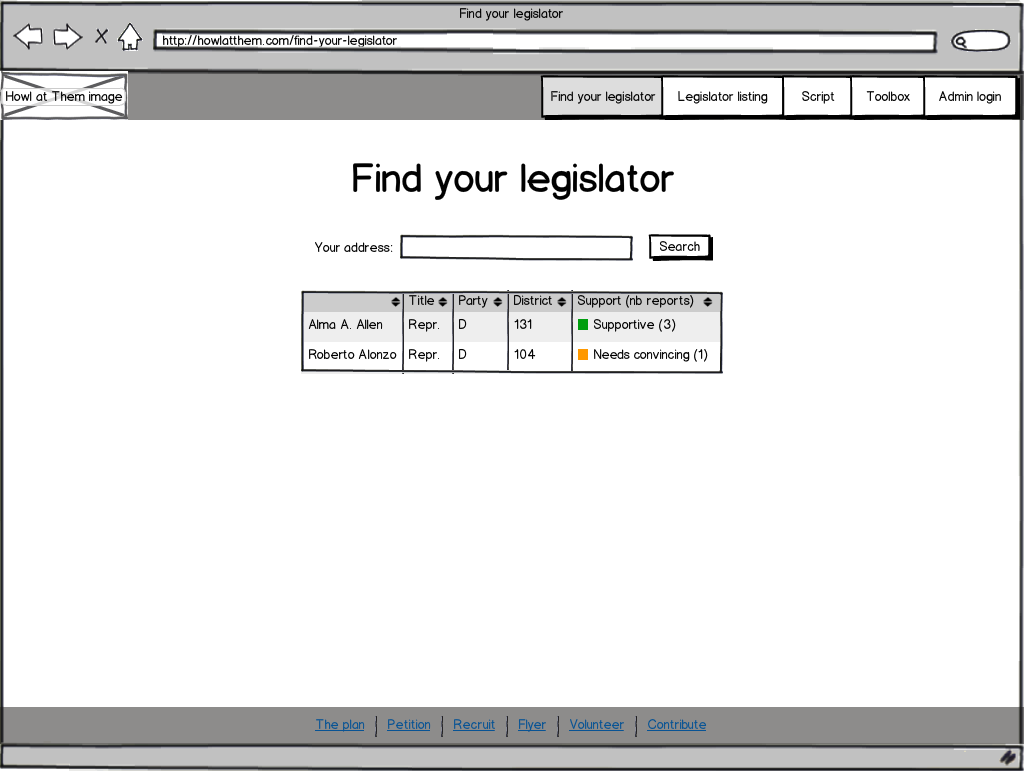 Find your legislator
http://howlatthem.com/find-your-legislator
Howl at Them image
Find your legislator Legislator listing Script Toolbox Admin login
Find your legislator
Your address: Search
Title Party District Support (nb reports)
Alma A. Allen Repr. D 131 Supportive (3)
Roberto Alonzo Repr. D 104 Needs convincing (1)
The plan Petition Recruit Flyer Volunteer Contribute